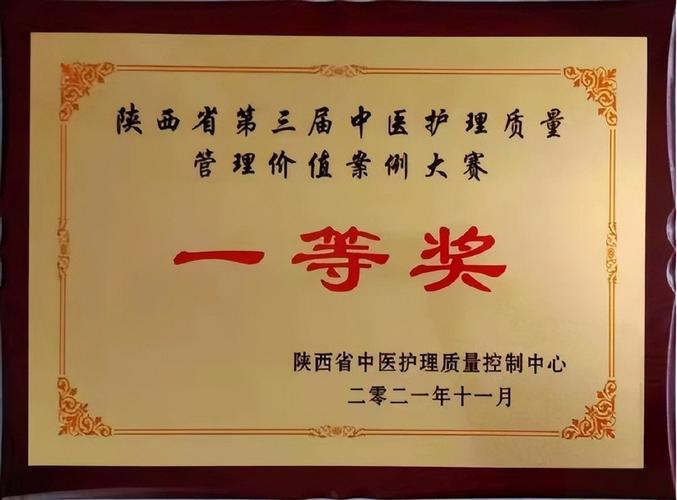 陕西省第三届中医护理质量
管理价值案例大赛
一等奖
陕西省中医护理质量控制中心
二零二一年十一月